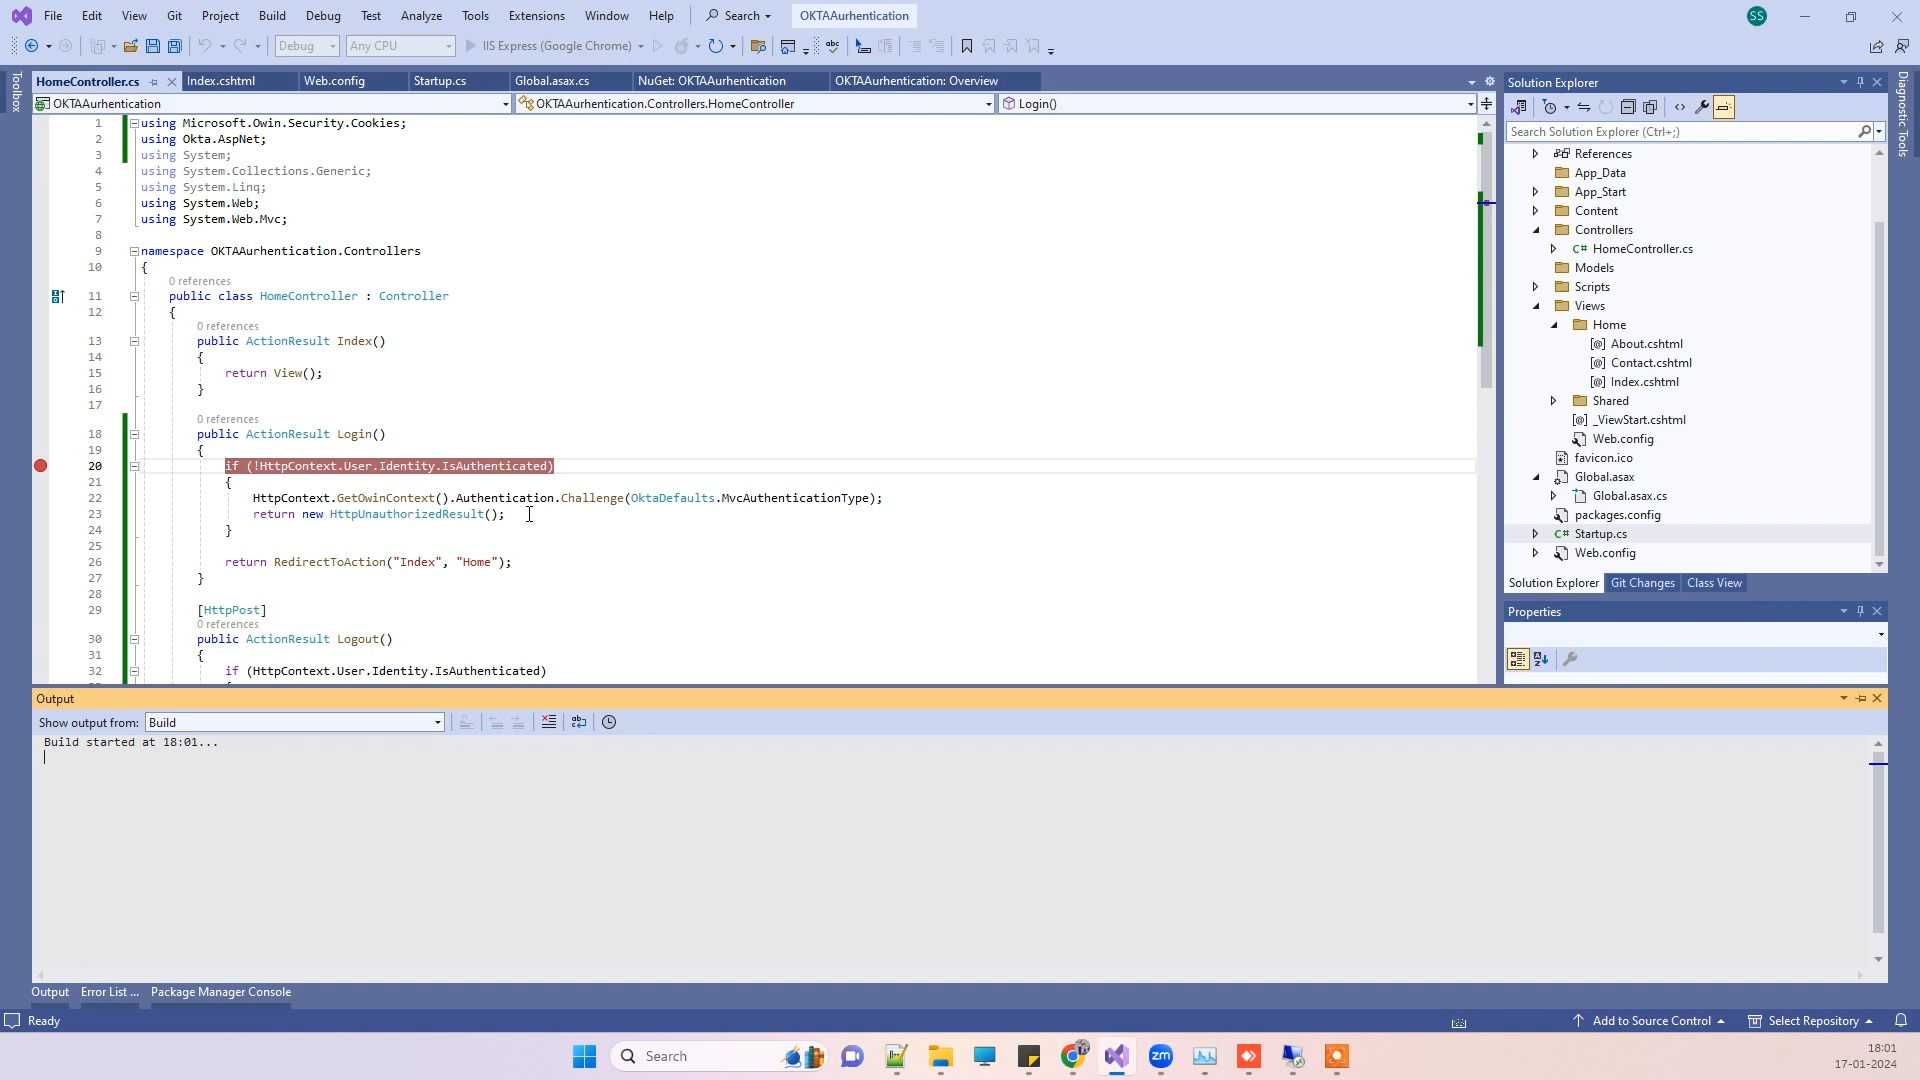 File Edit View Git Project Build Debug Test Analyze Tools Extensions Window Help Search OKTAAurhentication SS
Debug Any CPU IIS Express (Google Chrome)
Toolbox
HomeController.cs Index.cshtml Web.config Startup.cs Global.asax.cs NuGet: OKTAAurhentication OKTAAurhentication: Overview
OKTAAurhentication OKTAAurhentication.Controllers.HomeController Login()
1 using Microsoft.Owin.Security.Cookies;
2 using Okta.AspNet;
3 using System;
4 using System.Collections.Generic;
5 using System.Linq;
6 using System.Web;
7 using System.Web.Mvc;
8
9 namespace OKTAAurhentication.Controllers
10 {
0 references
11 public class HomeController : Controller
12 {
0 references
13 public ActionResult Index()
14 {
15 return View();
16 }
17
0 references
18 public ActionResult Login()
19 {
20 if (!HttpContext.User.Identity.IsAuthenticated)
21 {
22 HttpContext.GetOwinContext().Authentication.Challenge(OktaDefaults.MvcAuthenticationType);
23 return new HttpUnauthorizedResult();
24 }
25
26 return RedirectToAction("Index", "Home");
27 }
28
29 [HttpPost]
0 references
30 public ActionResult Logout()
31 {
32 if (HttpContext.User.Identity.IsAuthenticated)
Solution Explorer
Search Solution Explorer (Ctrl+;)
References
App_Data
App_Start
Content
Controllers
C# HomeController.cs
Models
Scripts
Views
Home
[@] About.cshtml
[@] Contact.cshtml
[@] Index.cshtml
Shared
[@] _ViewStart.cshtml
Web.config
favicon.ico
Global.asax
Global.asax.cs
packages.config
C# Startup.cs
Web.config
Solution Explorer Git Changes Class View
Properties
Diagnostic Tools
Output
Show output from: Build
Build started at 18:01...
Output Error List ... Package Manager Console
Ready Add to Source Control Select Repository
Search zm 18:01
17-01-2024